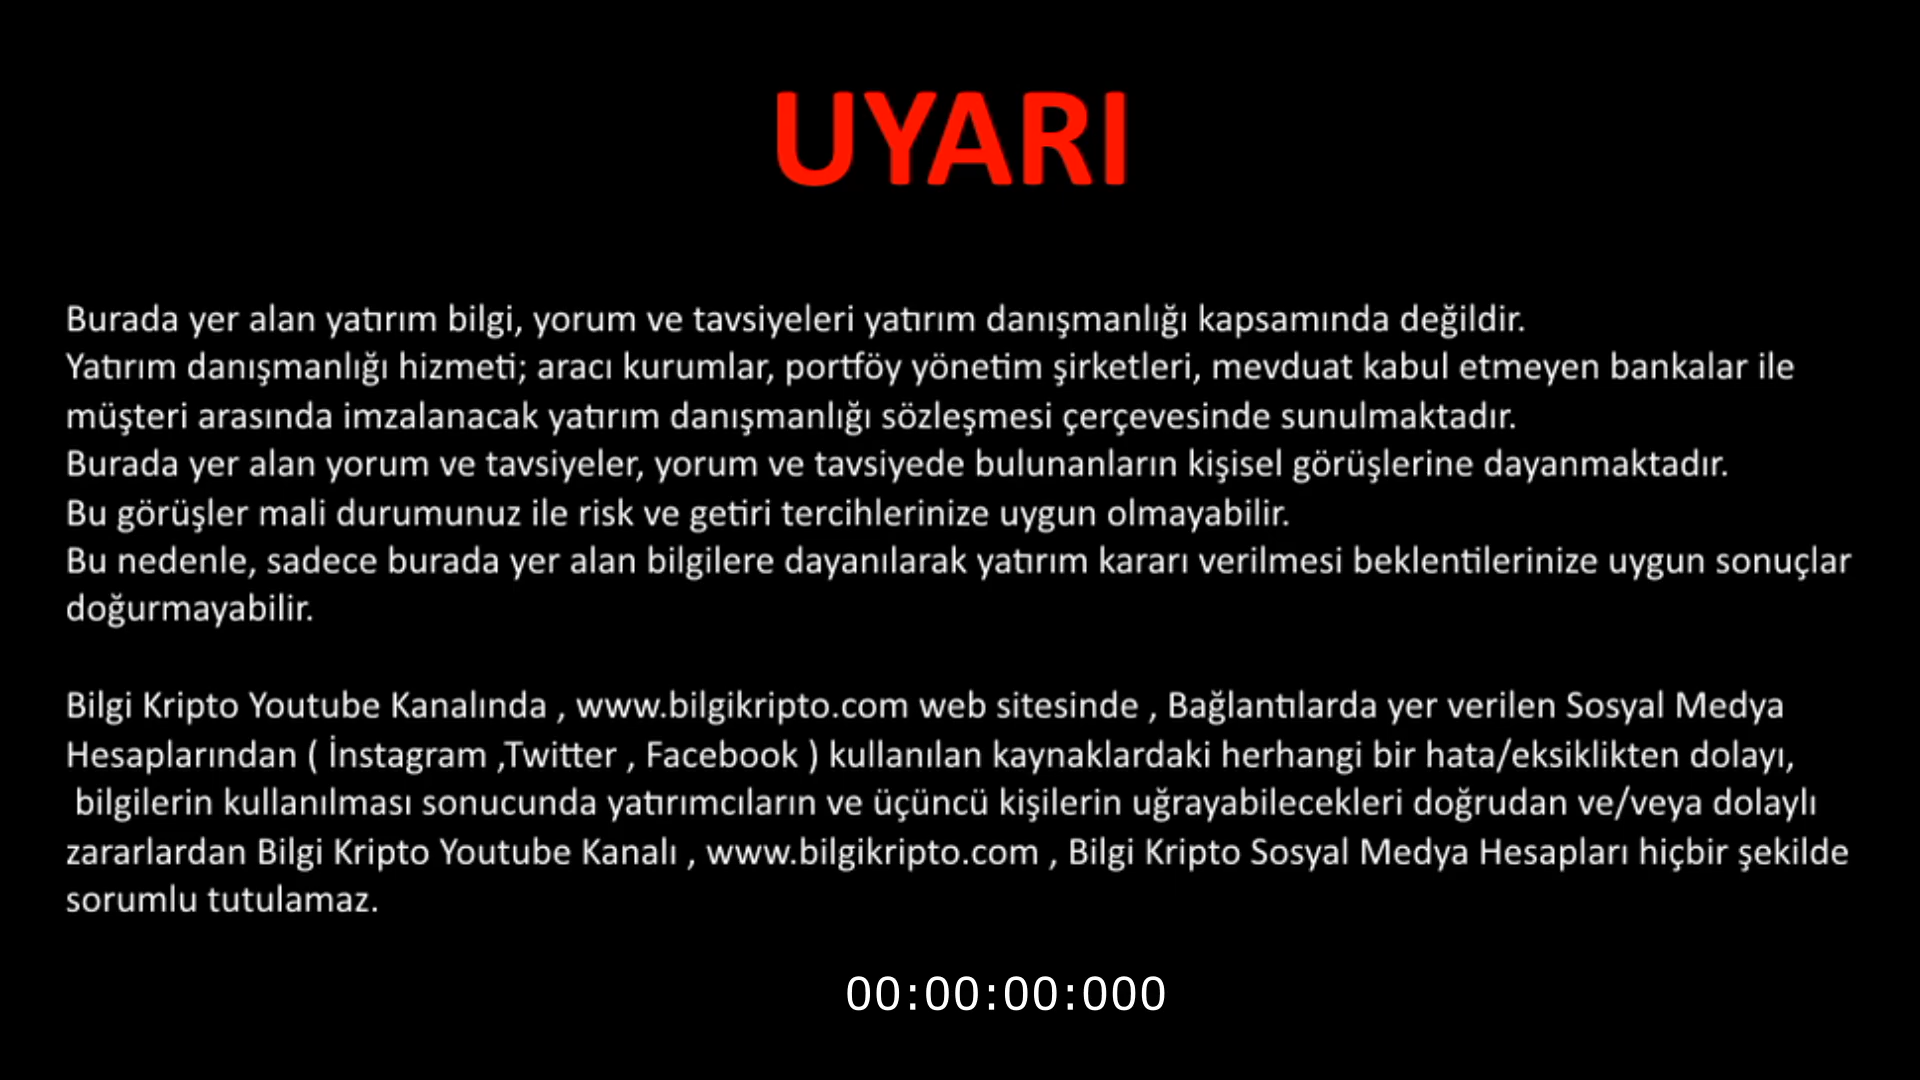 UYARI
Burada yer alan yatırım bilgi, yorum ve tavsiyeleri yatırım danışmanlığı kapsamında değildir.
Yatırım danışmanlığı hizmeti; aracı kurumlar, portföy yönetim şirketleri, mevduat kabul etmeyen bankalar ile
müşteri arasında imzalanacak yatırım danışmanlığı sözleşmesi çerçevesinde sunulmaktadır.
Burada yer alan yorum ve tavsiyeler, yorum ve tavsiyede bulunanların kişisel görüşlerine dayanmaktadır.
Bu görüşler mali durumunuz ile risk ve getiri tercihlerinize uygun olmayabilir.
Bu nedenle, sadece burada yer alan bilgilere dayanılarak yatırım kararı verilmesi beklentilerinize uygun sonuçlar
doğurmayabilir.
Bilgi Kripto Youtube Kanalında , www.bilgikripto.com web sitesinde , Bağlantılarda yer verilen Sosyal Medya
Hesaplarından ( İnstagram ,Twitter , Facebook ) kullanılan kaynaklardaki herhangi bir hata/eksiklikten dolayı,
bilgilerin kullanılması sonucunda yatırımcıların ve üçüncü kişilerin uğrayabilecekleri doğrudan ve/veya dolaylı
zararlardan Bilgi Kripto Youtube Kanalı , www.bilgikripto.com , Bilgi Kripto Sosyal Medya Hesapları hiçbir şekilde
sorumlu tutulamaz.
00:00:00:000